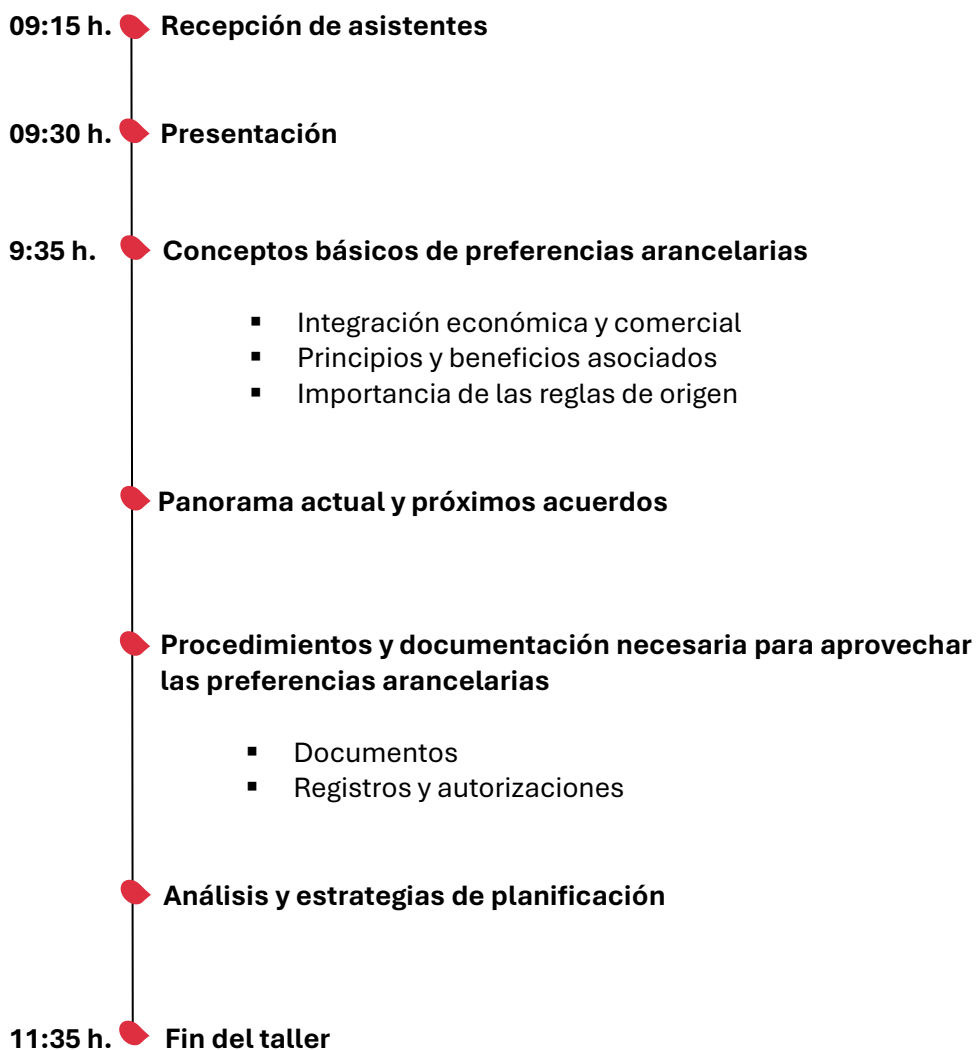 09:15 h. Recepción de asistentes
09:30 h. Presentación
9:35 h. Conceptos básicos de preferencias arancelarias
▪ Integración económica y comercial
▪ Principios y beneficios asociados
▪ Importancia de las reglas de origen
Panorama actual y próximos acuerdos
Procedimientos y documentación necesaria para aprovechar
las preferencias arancelarias
▪ Documentos
▪ Registros y autorizaciones
Análisis y estrategias de planificación
11:35 h. Fin del taller